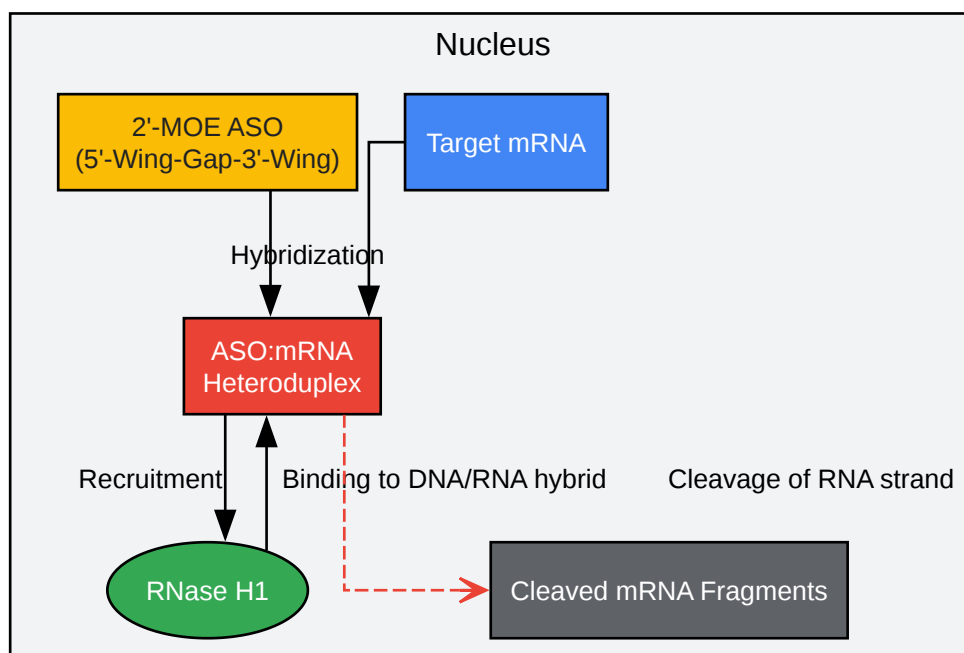 Nucleus
2'-MOE ASO
(5'-Wing-Gap-3'-Wing)
Target mRNA
Hybridization
ASO:mRNA
Heteroduplex
Recruitment
Binding to DNA/RNA hybrid
Cleavage of RNA strand
RNase H1
Cleaved mRNA Fragments